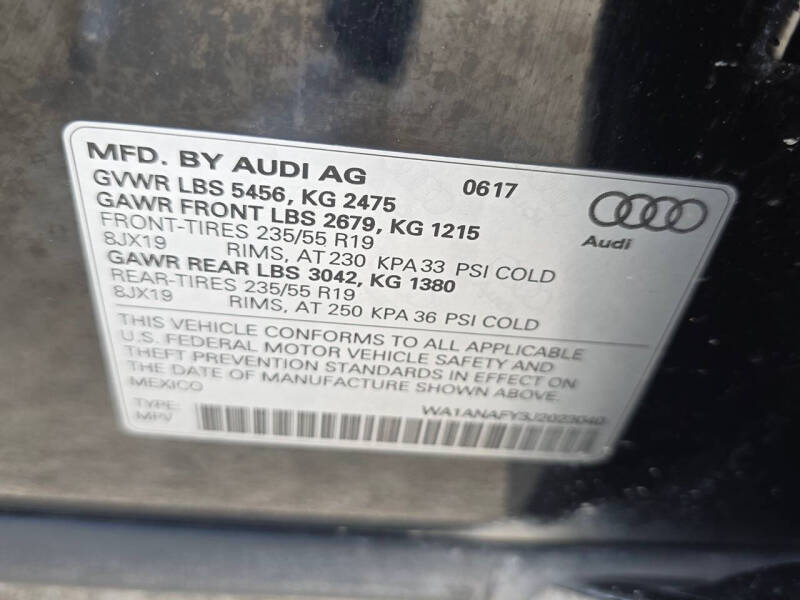 MFD. BY AUDI AG 0617
GVWR LBS 5456, KG 2475
GAWR FRONT LBS 2679, KG 1215
FRONT-TIRES 235/55 R19
8JX19 RIMS, AT 230 KPA 33 PSI COLD
GAWR REAR LBS 3042, KG 1380
REAR-TIRES 235/55 R19
8JX19 RIMS, AT 250 KPA 36 PSI COLD
Audi
THIS VEHICLE CONFORMS TO ALL APPLICABLE
U.S. FEDERAL MOTOR VEHICLE SAFETY AND
THEFT PREVENTION STANDARDS IN EFFECT ON
THE DATE OF MANUFACTURE SHOWN ABOVE.
MEXICO
TYPE: WA1ANAFY3J2023040
MPV